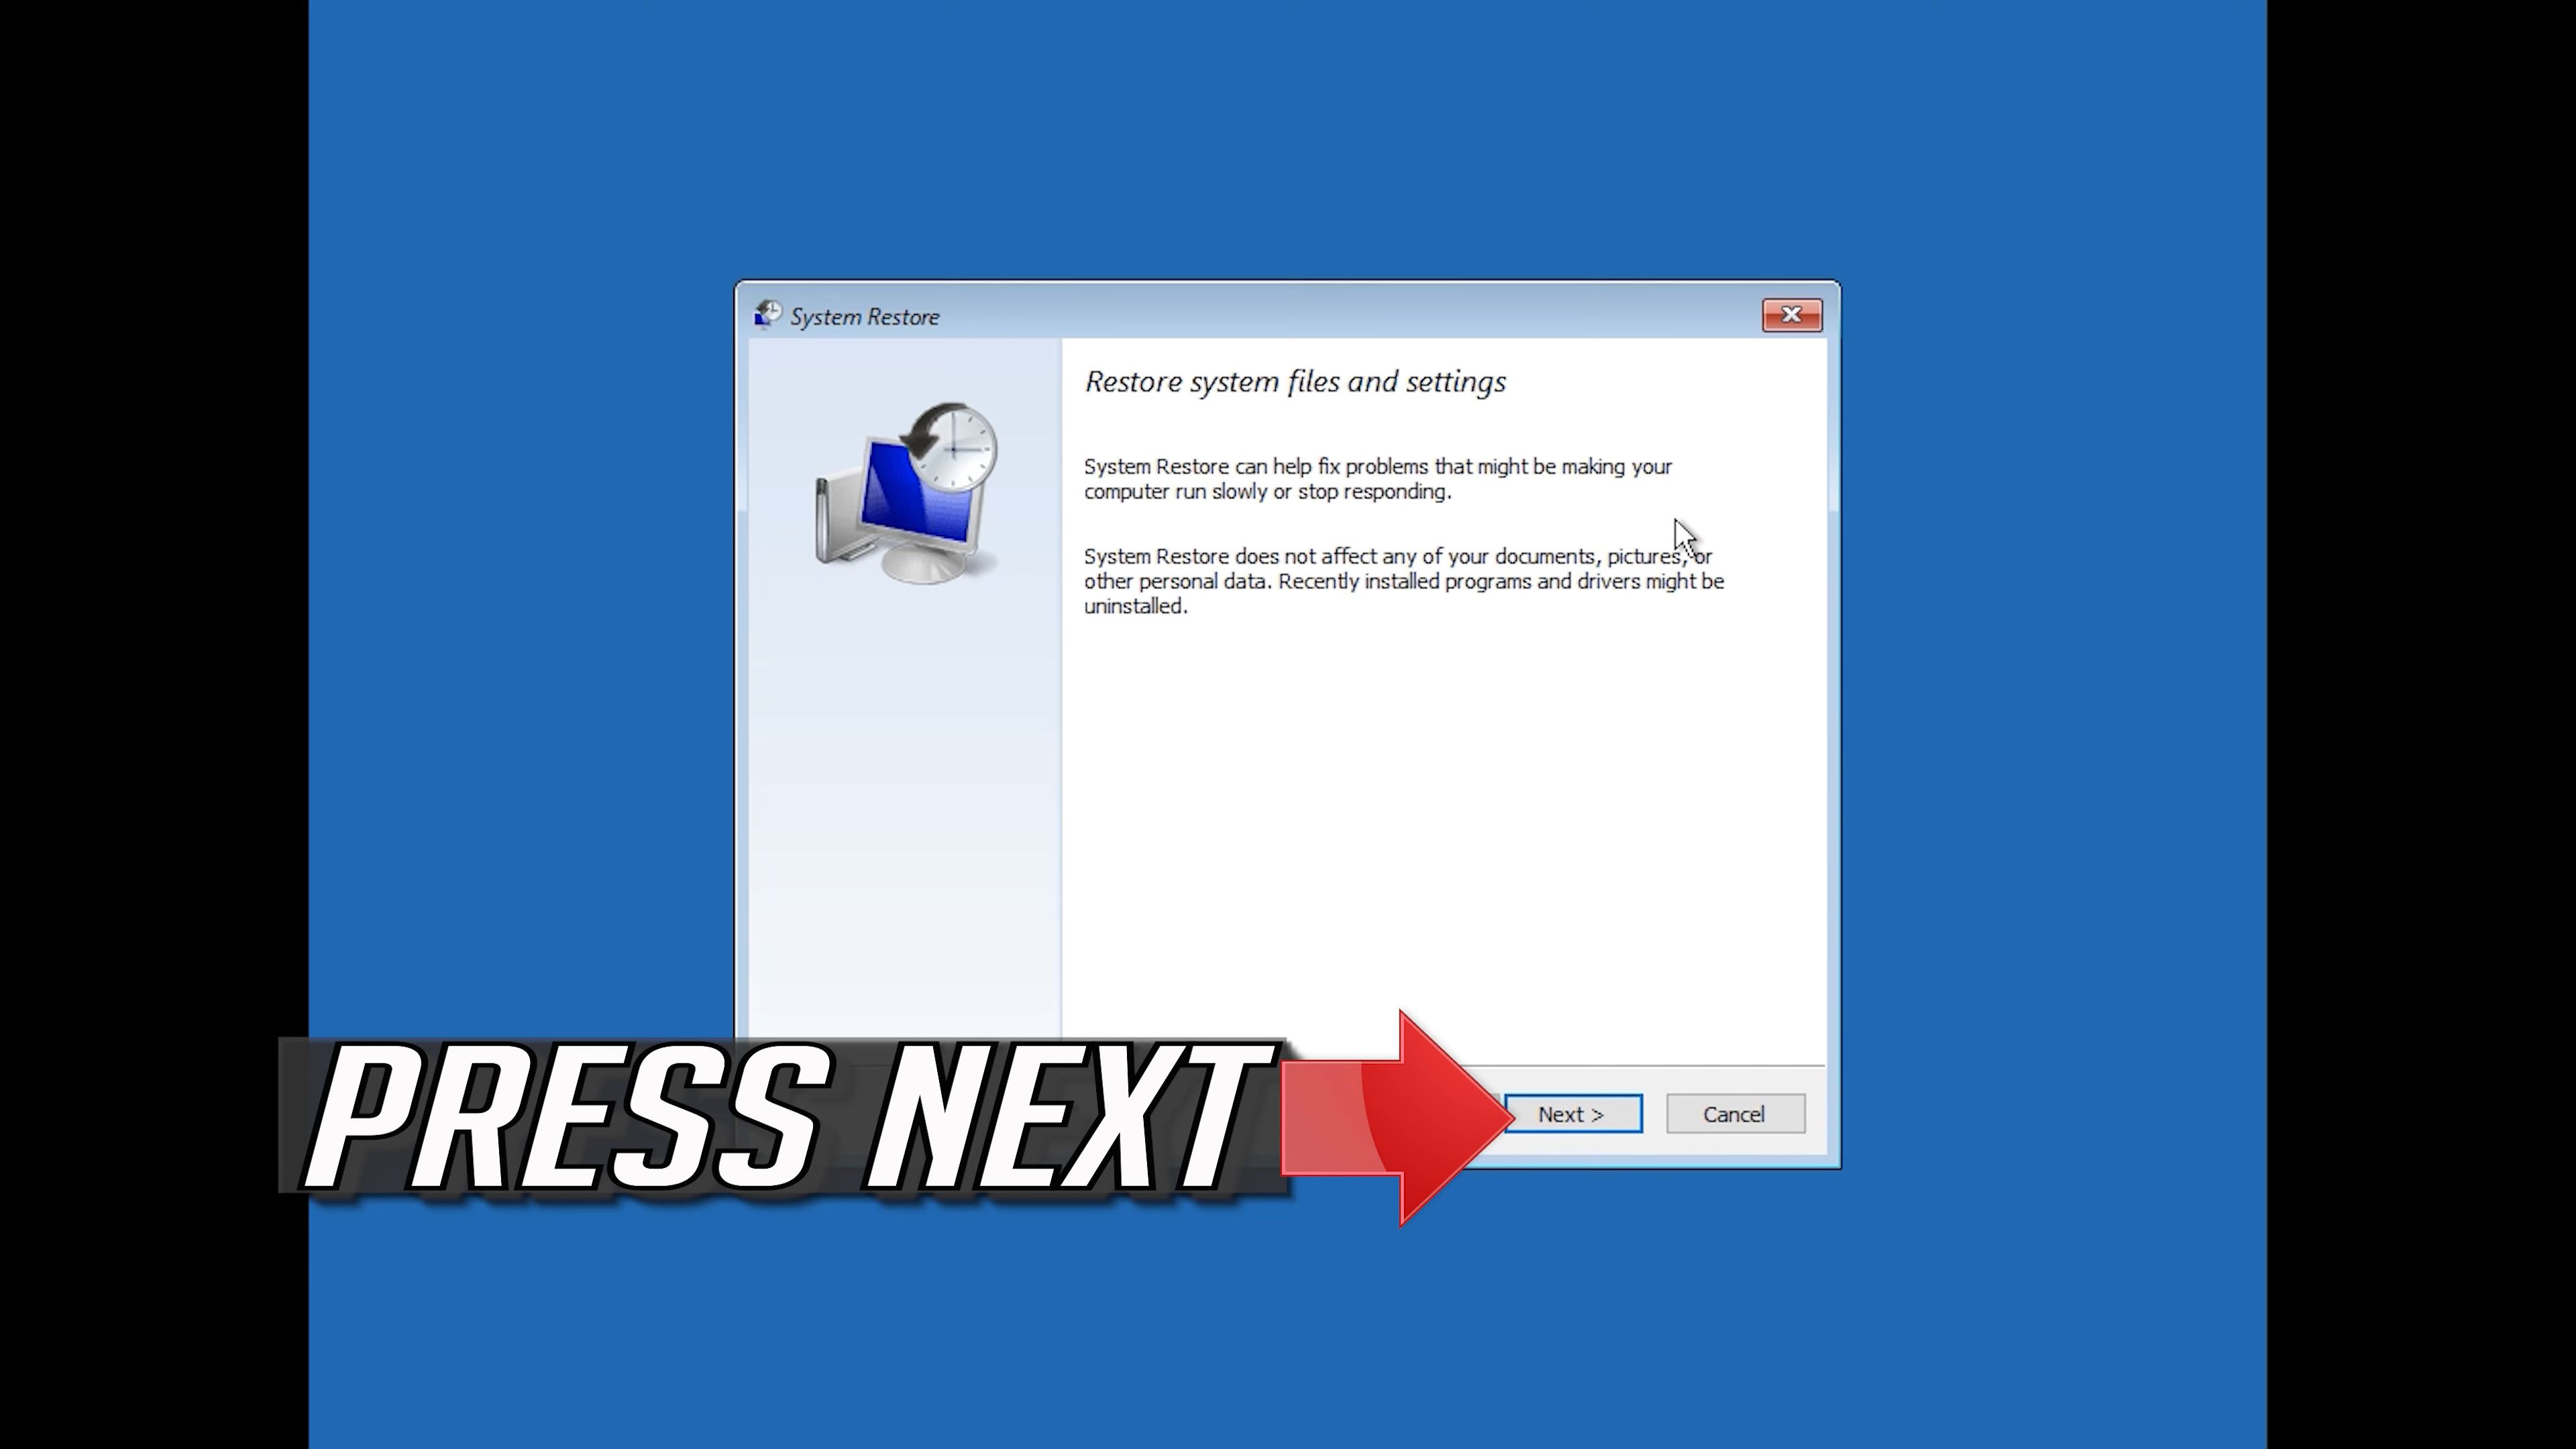 System Restore
Restore system files and settings
System Restore can help fix problems that might be making your
computer run slowly or stop responding.
System Restore does not affect any of your documents, pictures, or
other personal data. Recently installed programs and drivers might be
uninstalled.
PRESS NEXT
Next >
Cancel